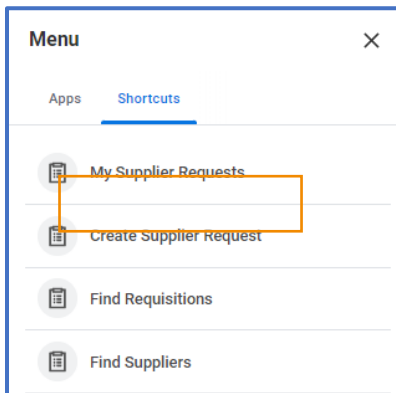 Menu
Apps Shortcuts
My Supplier Requests
Create Supplier Request
Find Requisitions
Find Suppliers